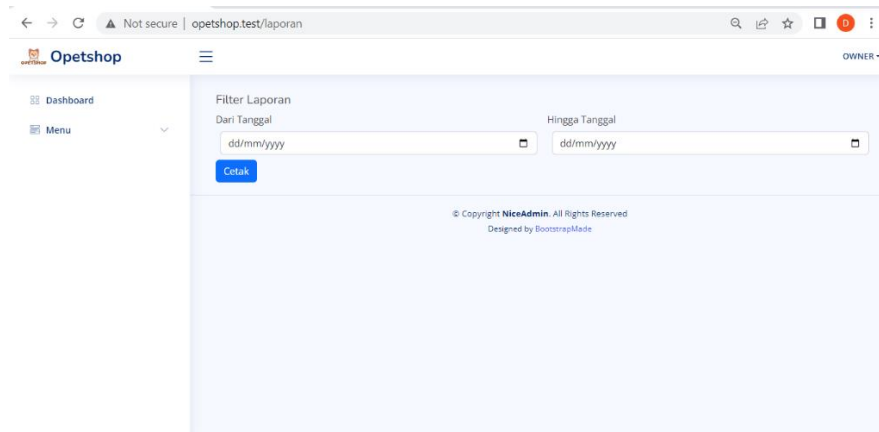 Not secure | opetshop.test/laporan
D
OPETSHOP
Opetshop
OWNER
Dashboard
Menu
Filter Laporan
Dari Tanggal
Hingga Tanggal
dd/mm/yyyy
dd/mm/yyyy
Cetak
© Copyright NiceAdmin. All Rights Reserved
Designed by BootstrapMade